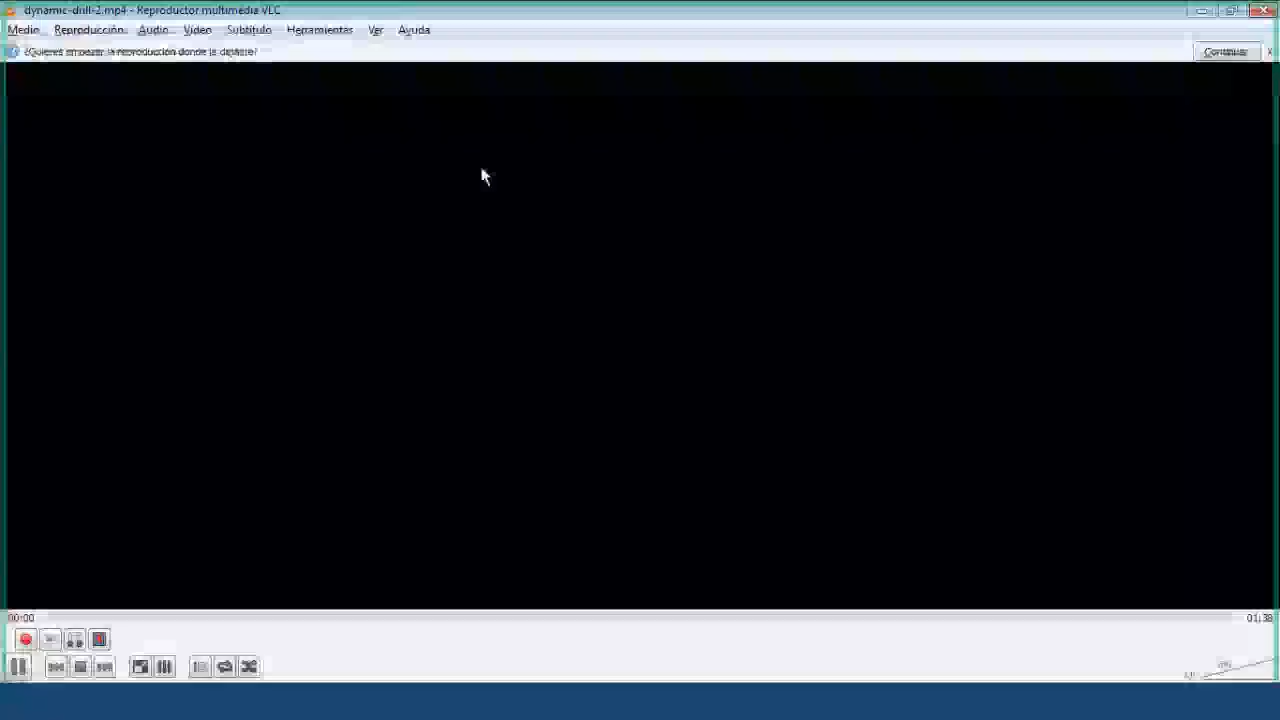 dynamic-drill-2.mp4 - Reproductor multimedia VLC
Medio Reproducción Audio Vídeo Subtítulo Herramientas Ver Ayuda
¿Quieres empezar la reproducción donde la dejaste? Continuar
00:00 01:38